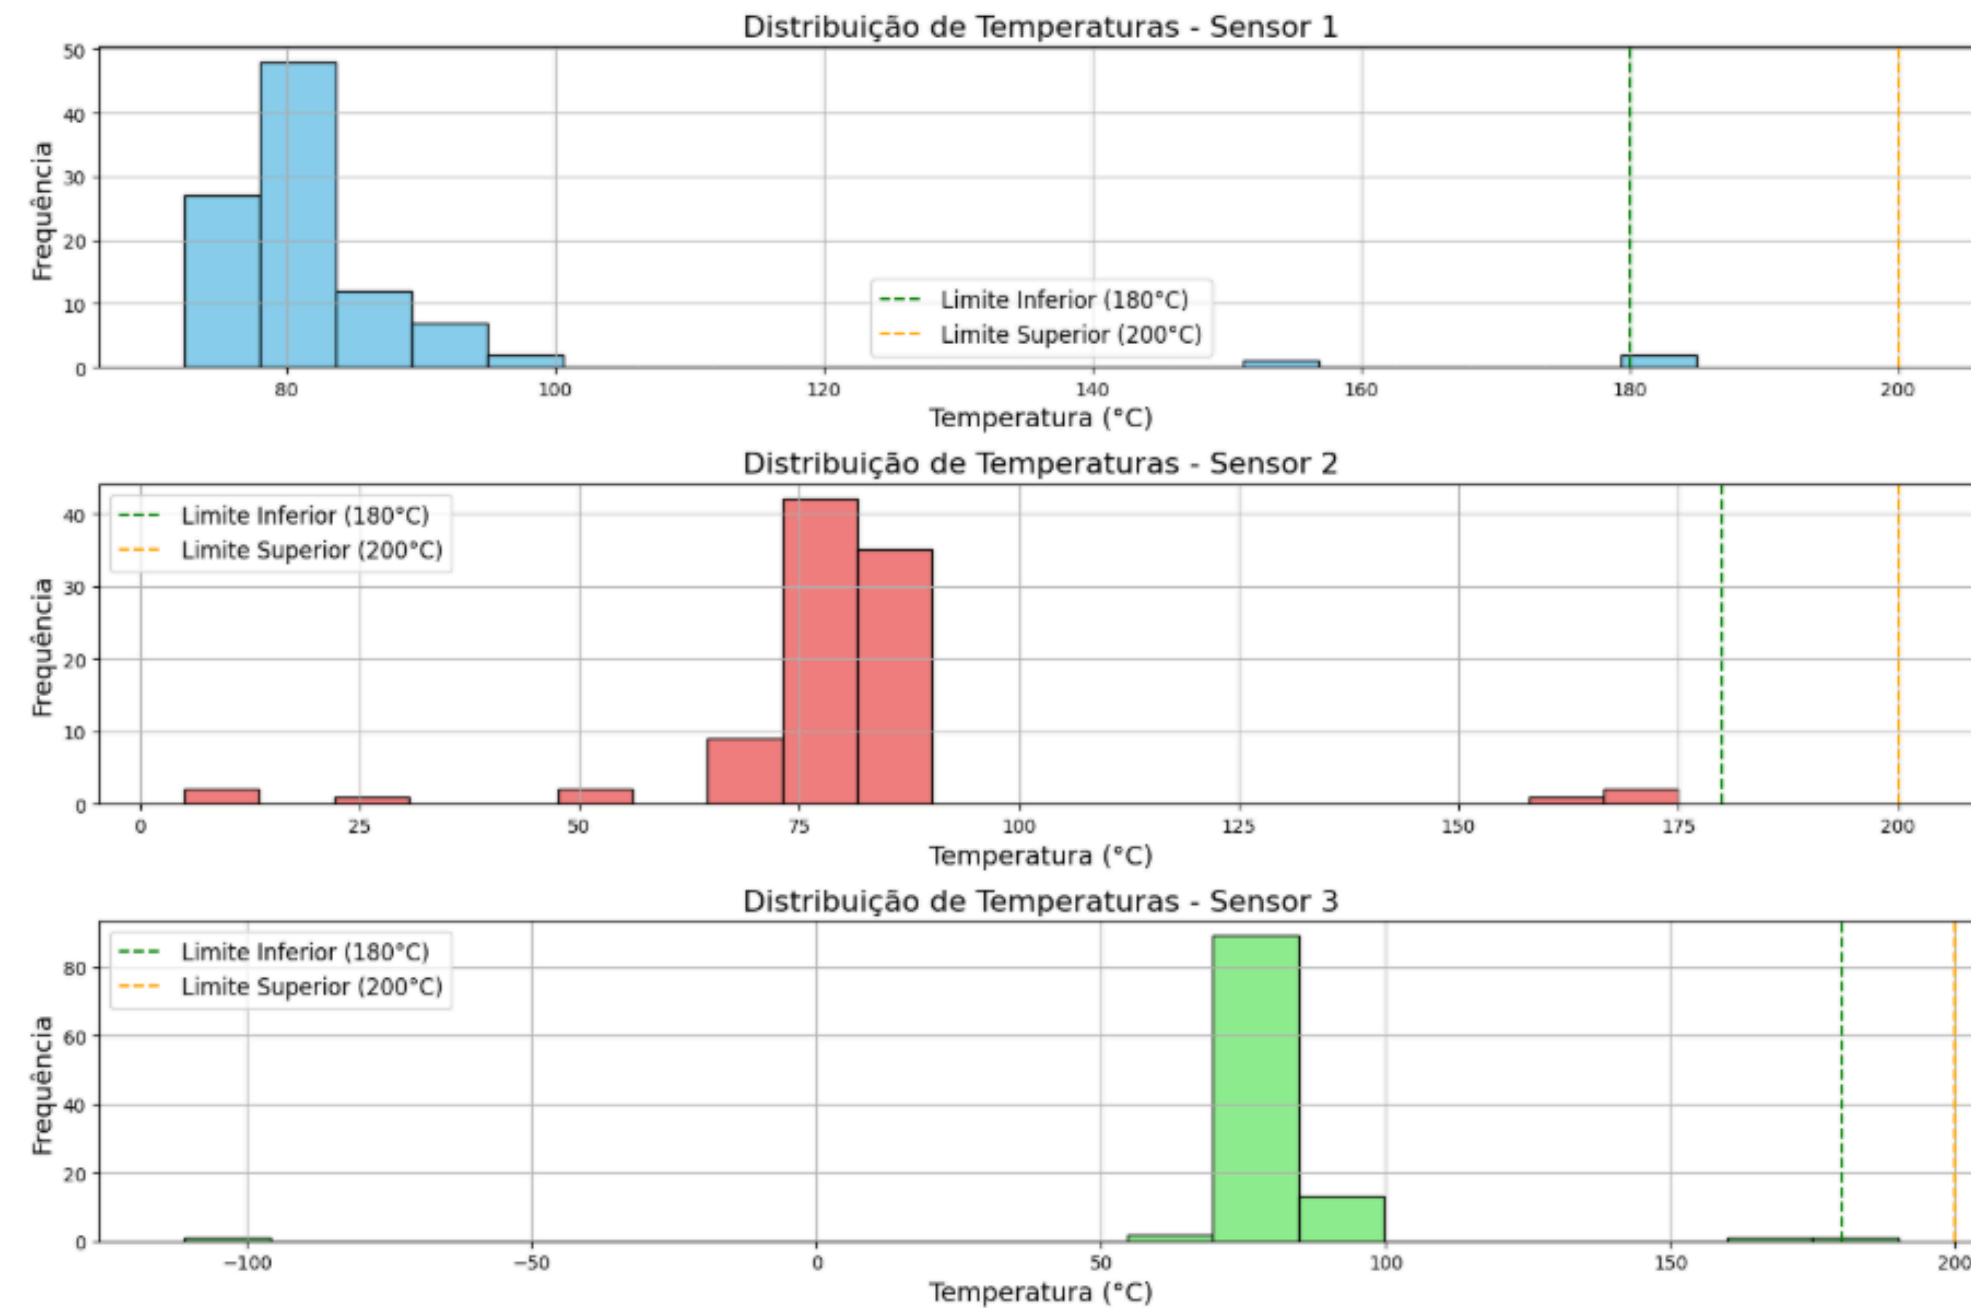 Distribuição de Temperaturas - Sensor 1
50
40
30
20
10
0
Frequência
Limite Inferior (180°C)
Limite Superior (200°C)
80 100 120 140 160 180 200
Temperatura (°C)
Distribuição de Temperaturas - Sensor 2
40
30
20
10
0
Frequência
Limite Inferior (180°C)
Limite Superior (200°C)
0 25 50 75 100 125 150 175 200
Temperatura (°C)
Distribuição de Temperaturas - Sensor 3
80
60
40
20
0
Frequência
Limite Inferior (180°C)
Limite Superior (200°C)
−100 −50 0 50 100 150 200
Temperatura (°C)